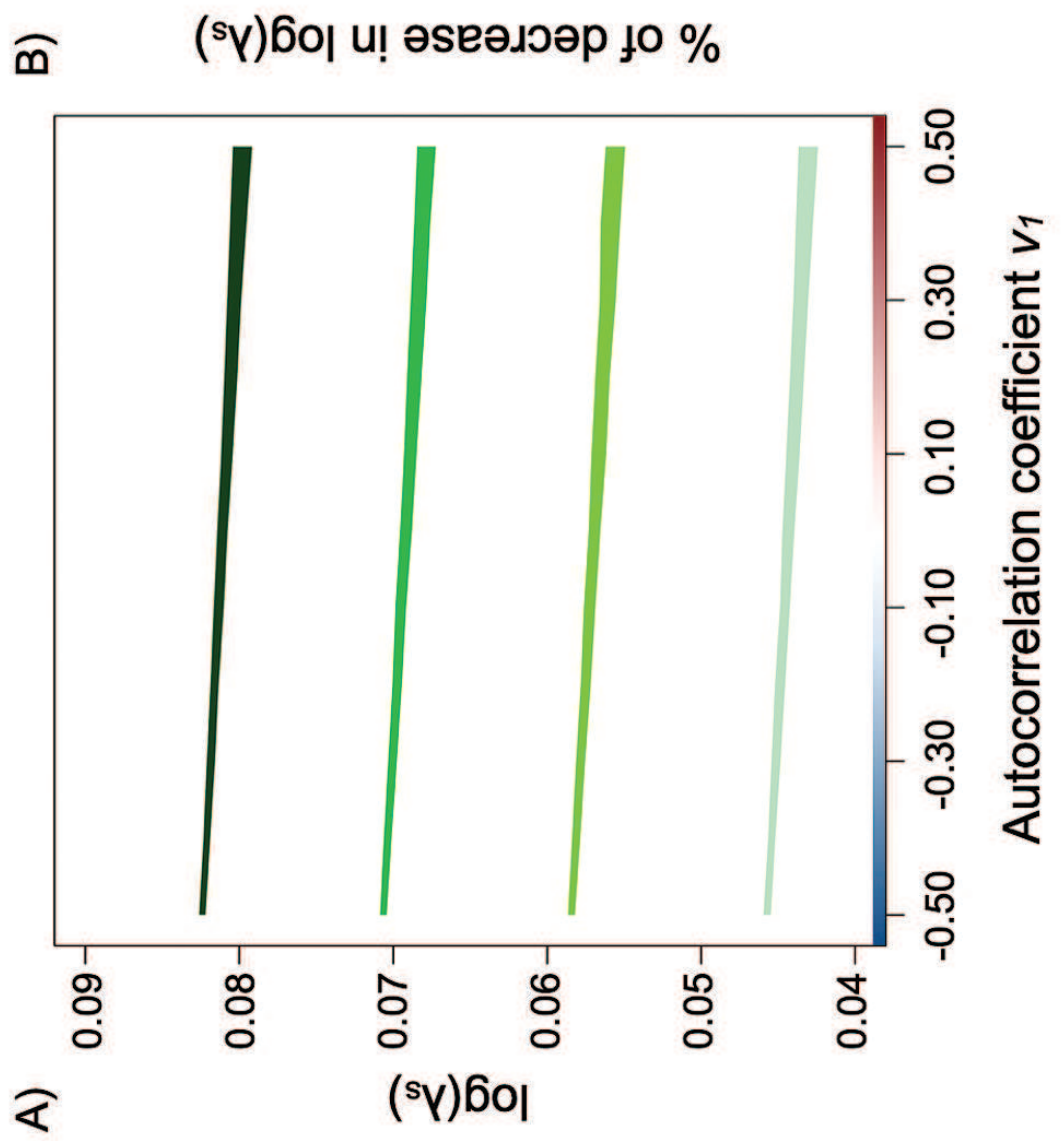 A)
log(λs)
0.09
0.08
0.07
0.06
0.05
0.04
-0.50
-0.30
-0.10
0.10
0.30
0.50
Autocorrelation coefficient v1
B)
% of decrease in log(λs)